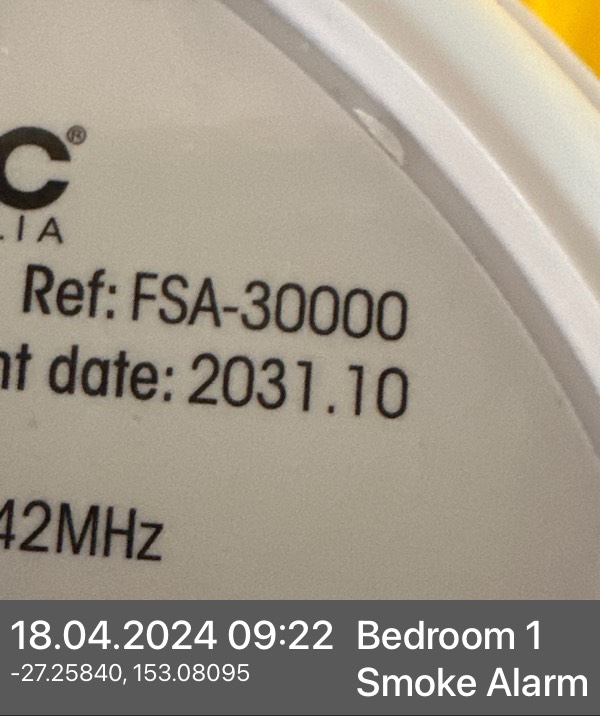 C®
LIA
Ref: FSA-30000
nt date: 2031.10
42MHz
18.04.2024 09:22
-27.25840, 153.08095
Bedroom 1
Smoke Alarm